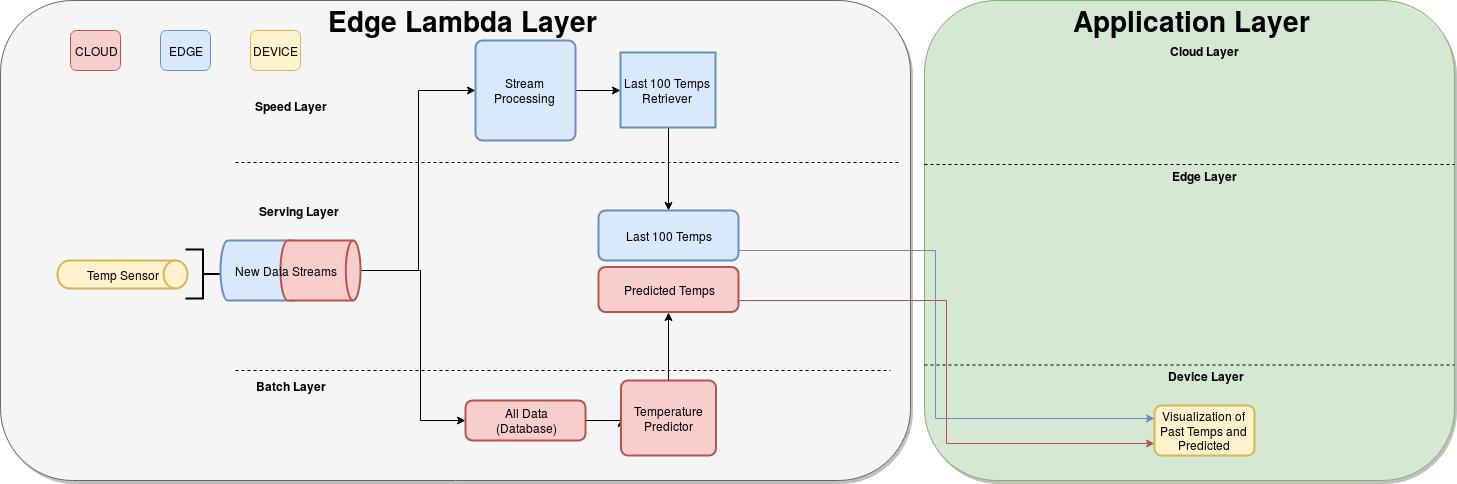 Edge Lambda Layer
CLOUD
EDGE
DEVICE
Speed Layer
Stream
Processing
Last 100 Temps
Retriever
Serving Layer
Temp Sensor
New Data Streams
Last 100 Temps
Predicted Temps
Batch Layer
All Data
(Database)
Temperature
Predictor
Application Layer
Cloud Layer
Edge Layer
Device Layer
Visualization of
Past Temps and
Predicted